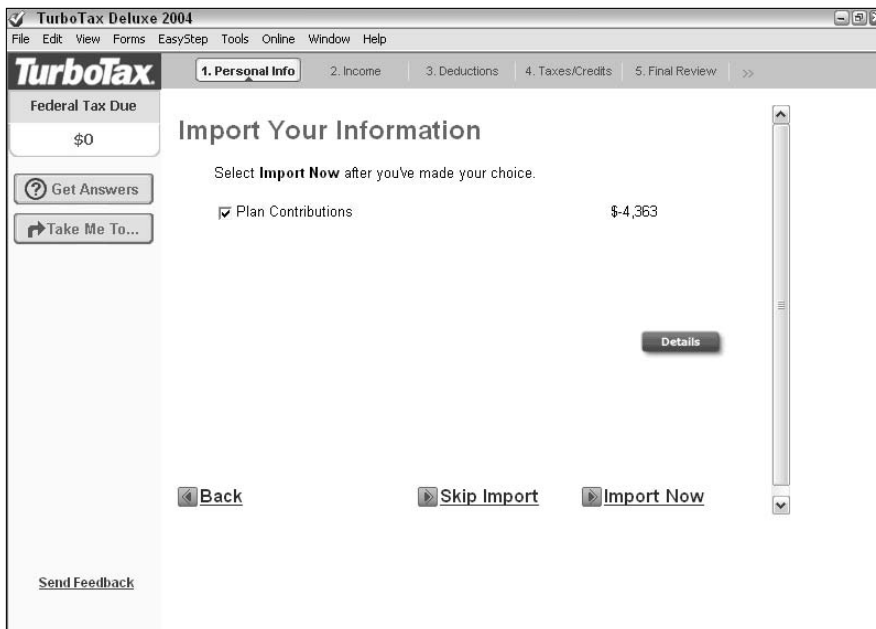 TurboTax Deluxe 2004
File Edit View Forms EasyStep Tools Online Window Help
TurboTax.
1. Personal Info 2. Income 3. Deductions 4. Taxes/Credits 5. Final Review >>
Federal Tax Due
$0
Import Your Information
Select Import Now after you've made your choice.
Get Answers
Plan Contributions $-4,363
Take Me To...
Details
Back Skip Import Import Now
Send Feedback